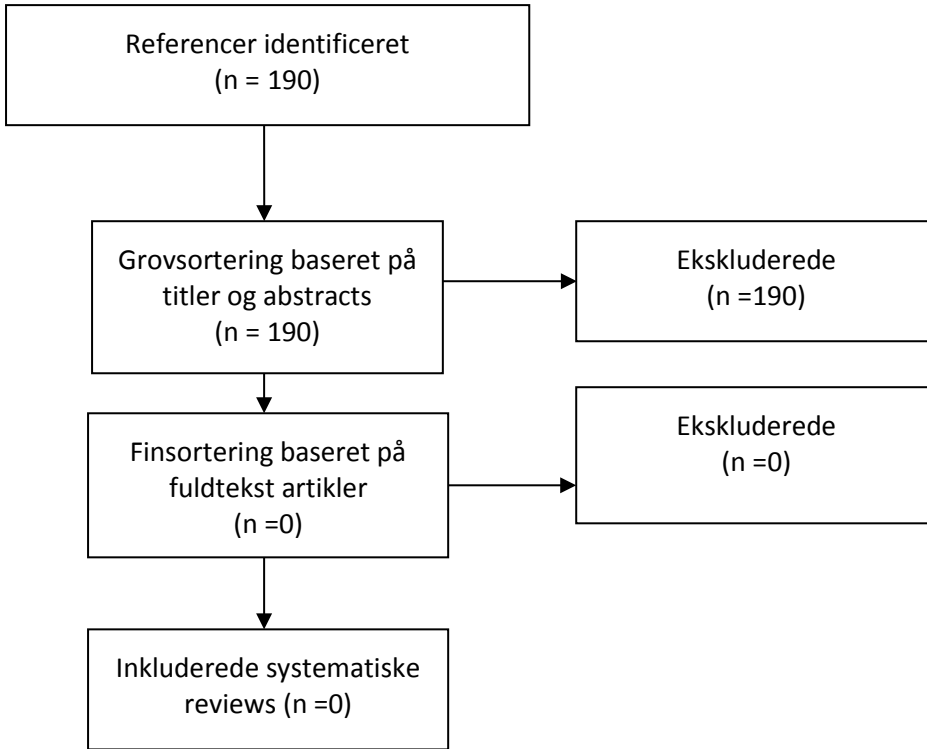 Referencer identificeret
(n = 190)
Grovsortering baseret på
titler og abstracts
(n = 190)
Ekskluderede
(n =190)
Finsortering baseret på
fuldtekst artikler
(n =0)
Ekskluderede
(n =0)
Inkluderede systematiske
reviews (n =0)